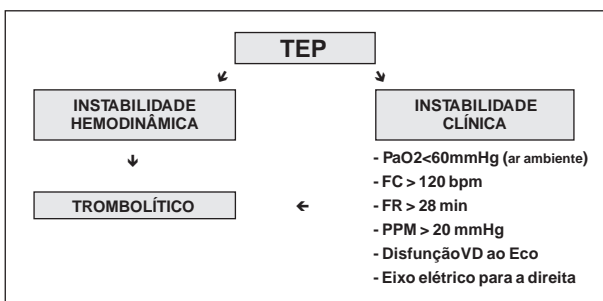 TEP
INSTABILIDADE
HEMODINÂMICA
TROMBOLÍTICO
INSTABILIDADE
CLÍNICA
- PaO2<60mmHg (ar ambiente)
- FC > 120 bpm
- FR > 28 min
- PPM > 20 mmHg
- DisfunçãoVD ao Eco
- Eixo elétrico para a direita